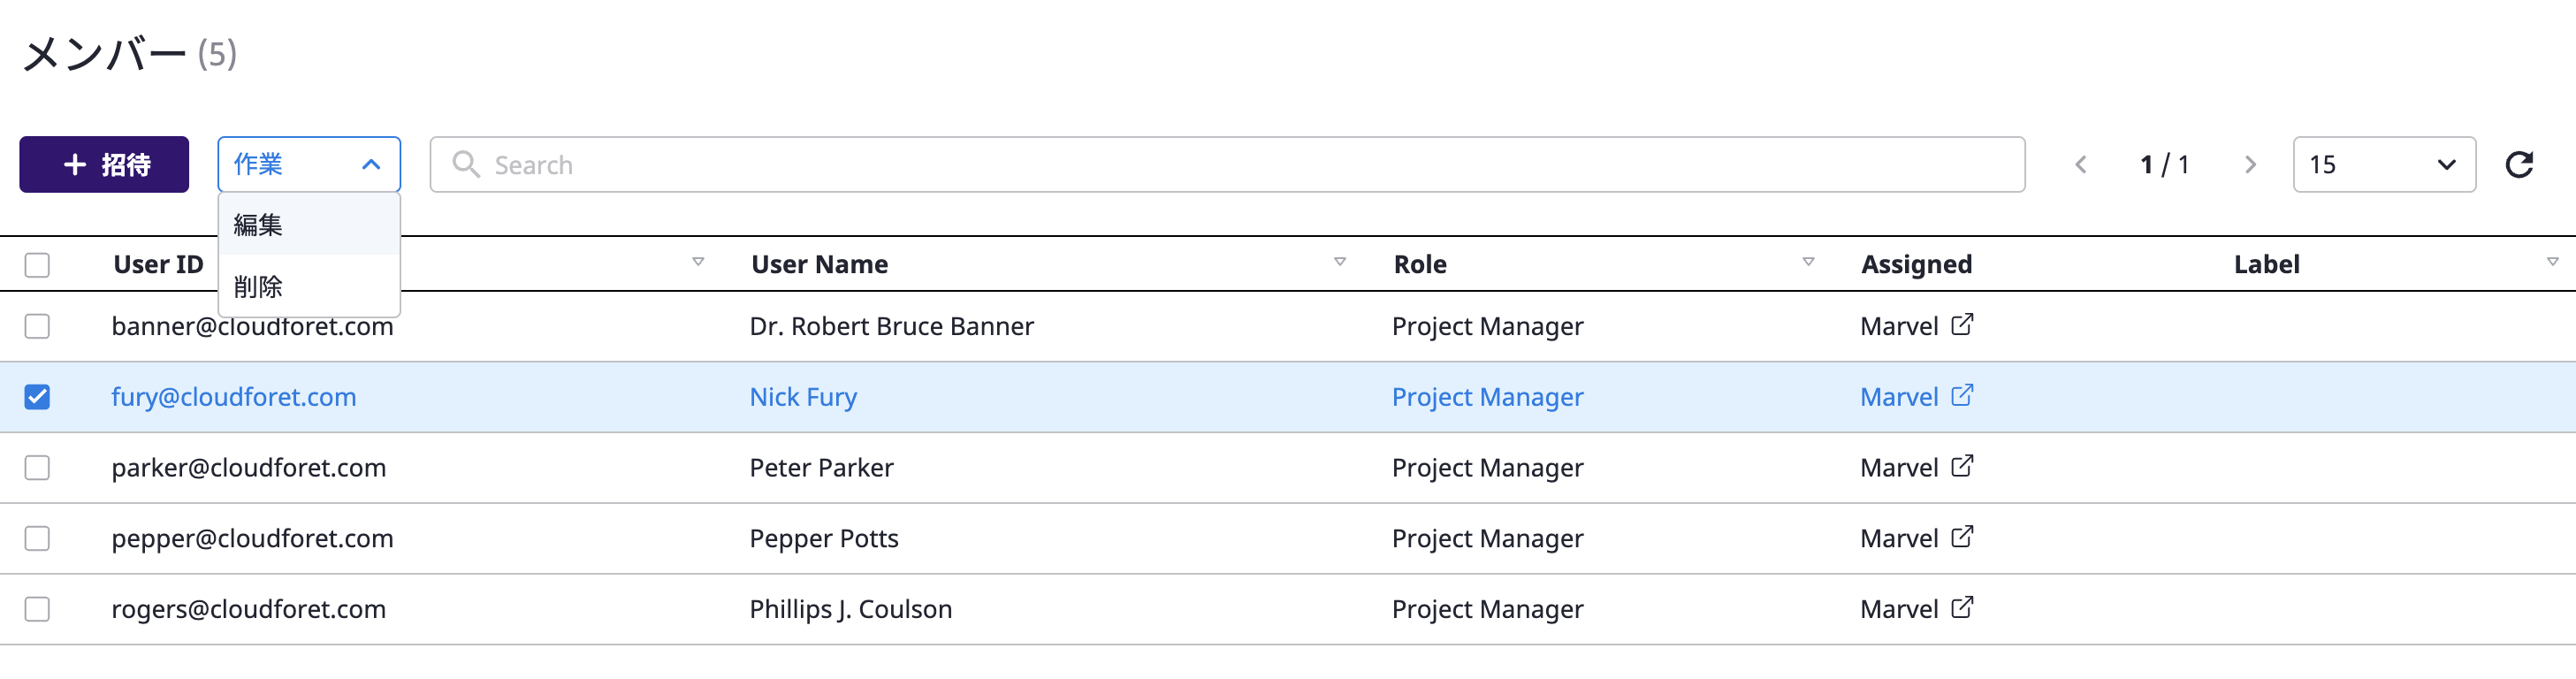 メンバー (5)
+ 招待 作業 Search 1 / 1 15
編集
削除
User ID User Name Role Assigned Label
banner@cloudforet.com Dr. Robert Bruce Banner Project Manager Marvel
fury@cloudforet.com Nick Fury Project Manager Marvel
parker@cloudforet.com Peter Parker Project Manager Marvel
pepper@cloudforet.com Pepper Potts Project Manager Marvel
rogers@cloudforet.com Phillips J. Coulson Project Manager Marvel